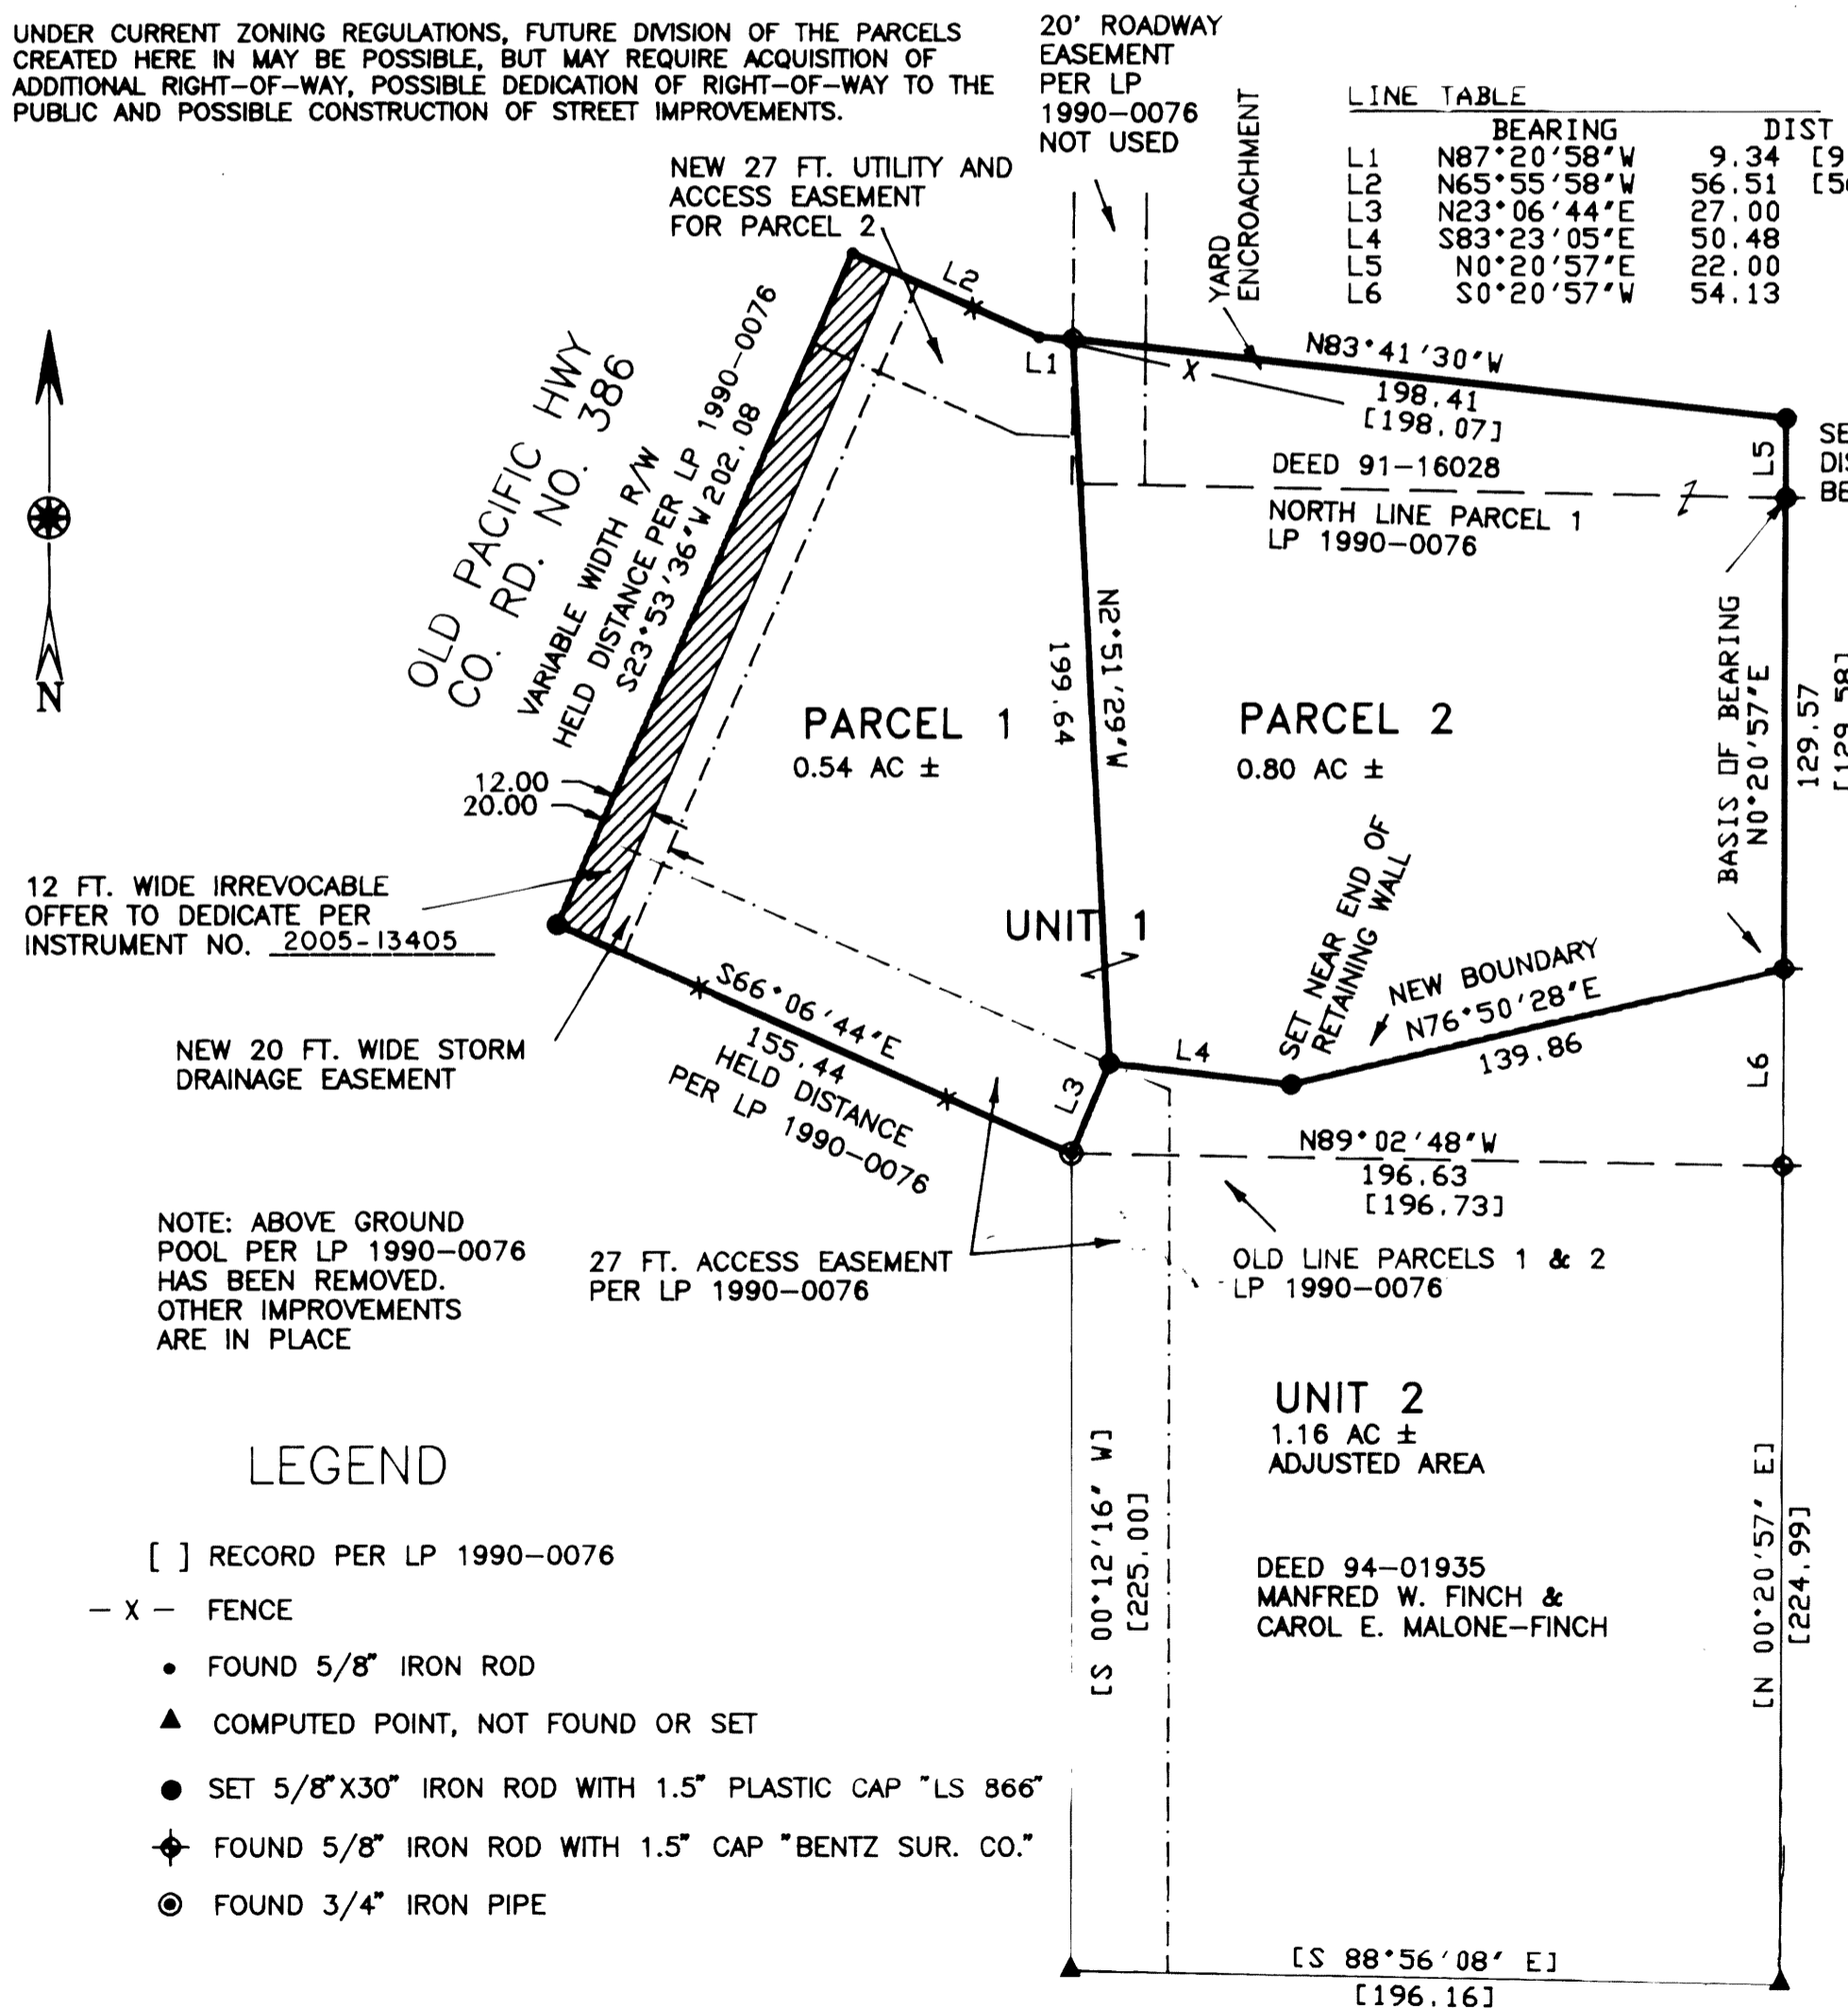 UNDER CURRENT ZONING REGULATIONS, FUTURE DIVISION OF THE PARCELS
CREATED HERE IN MAY BE POSSIBLE, BUT MAY REQUIRE ACQUISITION OF
ADDITIONAL RIGHT-OF-WAY, POSSIBLE DEDICATION OF RIGHT-OF-WAY TO THE
PUBLIC AND POSSIBLE CONSTRUCTION OF STREET IMPROVEMENTS.
20' ROADWAY
EASEMENT
PER LP
1990-0076
NOT USED
LINE TABLE
BEARING DIST
L1 N87°20'58"W 9.34 [9
L2 N65°55'58"W 56.51 [5
L3 N23°06'44"E 27.00
L4 S83°23'05"E 50.48
L5 N0°20'57"E 22.00
L6 S0°20'57"W 54.13
NEW 27 FT. UTILITY AND
ACCESS EASEMENT
FOR PARCEL 2
YARD
ENCROACHMENT
L2
L1
X
N83°41'30"W
198.41
[198.07]
L5
SE
DIS
BE
DEED 91-16028
NORTH LINE PARCEL 1
LP 1990-0076
OLD PACIFIC HWY
CO. RD. NO. 386
VARIABLE WIDTH R/W
HELD DISTANCE PER LP 1990-0076
S23°53'36"W 202.08
N
N2°51'29"W
199.64
PARCEL 1
0.54 AC ±
PARCEL 2
0.80 AC ±
BASIS OF BEARING
N0°20'57"E
129.57
[129.58]
12.00
20.00
12 FT. WIDE IRREVOCABLE
OFFER TO DEDICATE PER
INSTRUMENT NO. 2005-13405
UNIT 1
SET NEAR END OF
RETAINING WALL
NEW BOUNDARY
N76°50'28"E
139.86
NEW 20 FT. WIDE STORM
DRAINAGE EASEMENT
S66°06'44"E
155.44
HELD DISTANCE
PER LP 1990-0076
L3
L4
L6
N89°02'48"W
196.63
[196.73]
NOTE: ABOVE GROUND
POOL PER LP 1990-0076
HAS BEEN REMOVED.
OTHER IMPROVEMENTS
ARE IN PLACE
27 FT. ACCESS EASEMENT
PER LP 1990-0076
OLD LINE PARCELS 1 & 2
LP 1990-0076
UNIT 2
1.16 AC ±
ADJUSTED AREA
[S 00°12'16" W]
[225.00]
[N 00°20'57" E]
[224.99]
DEED 94-01935
MANFRED W. FINCH &
CAROL E. MALONE-FINCH
LEGEND
[ ] RECORD PER LP 1990-0076
- X - FENCE
FOUND 5/8" IRON ROD
COMPUTED POINT, NOT FOUND OR SET
SET 5/8"X30" IRON ROD WITH 1.5" PLASTIC CAP "LS 866"
FOUND 5/8" IRON ROD WITH 1.5" CAP "BENTZ SUR. CO."
FOUND 3/4" IRON PIPE
[S 88°56'08" E]
[196.16]